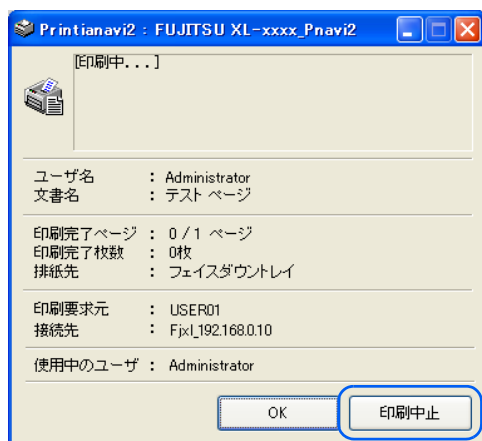 Printianavi2 : FUJITSU XL-xxxx_Pnavi2
[印刷中...]
ユーザ名 : Administrator
文書名 : テスト ページ
印刷完了ページ : 0 / 1 ページ
印刷完了枚数 : 0枚
排紙先 : フェイスダウントレイ
印刷要求元 : USER01
接続先 : Fjxl_192.168.0.10
使用中のユーザ : Administrator
OK 印刷中止